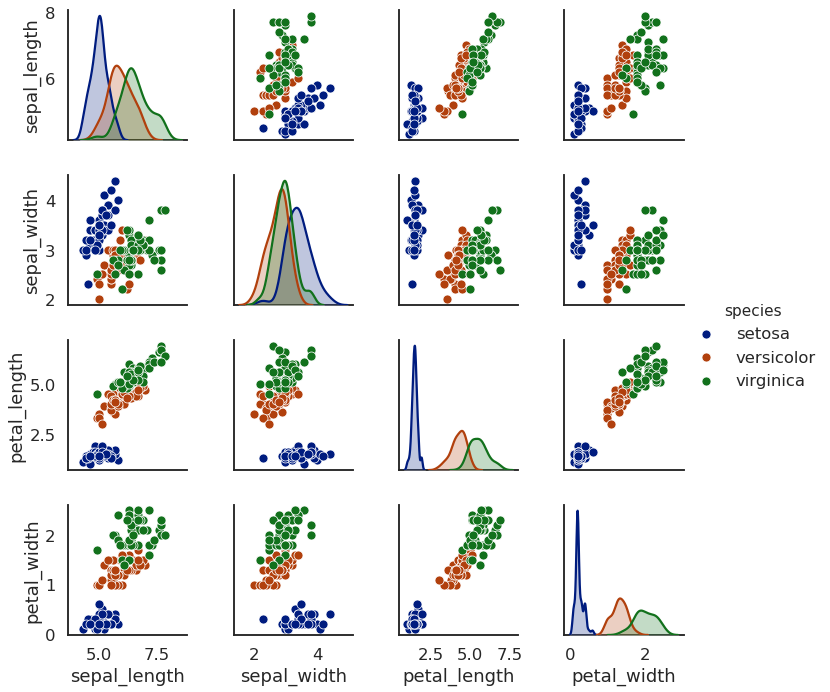 sepal_length
8
6
sepal_width
4
3
2
petal_length
5.0
2.5
petal_width
2
1
0
5.0 7.5
sepal_length
2 4
sepal_width
2.5 5.0 7.5
petal_length
0 2
petal_width
species
setosa
versicolor
virginica